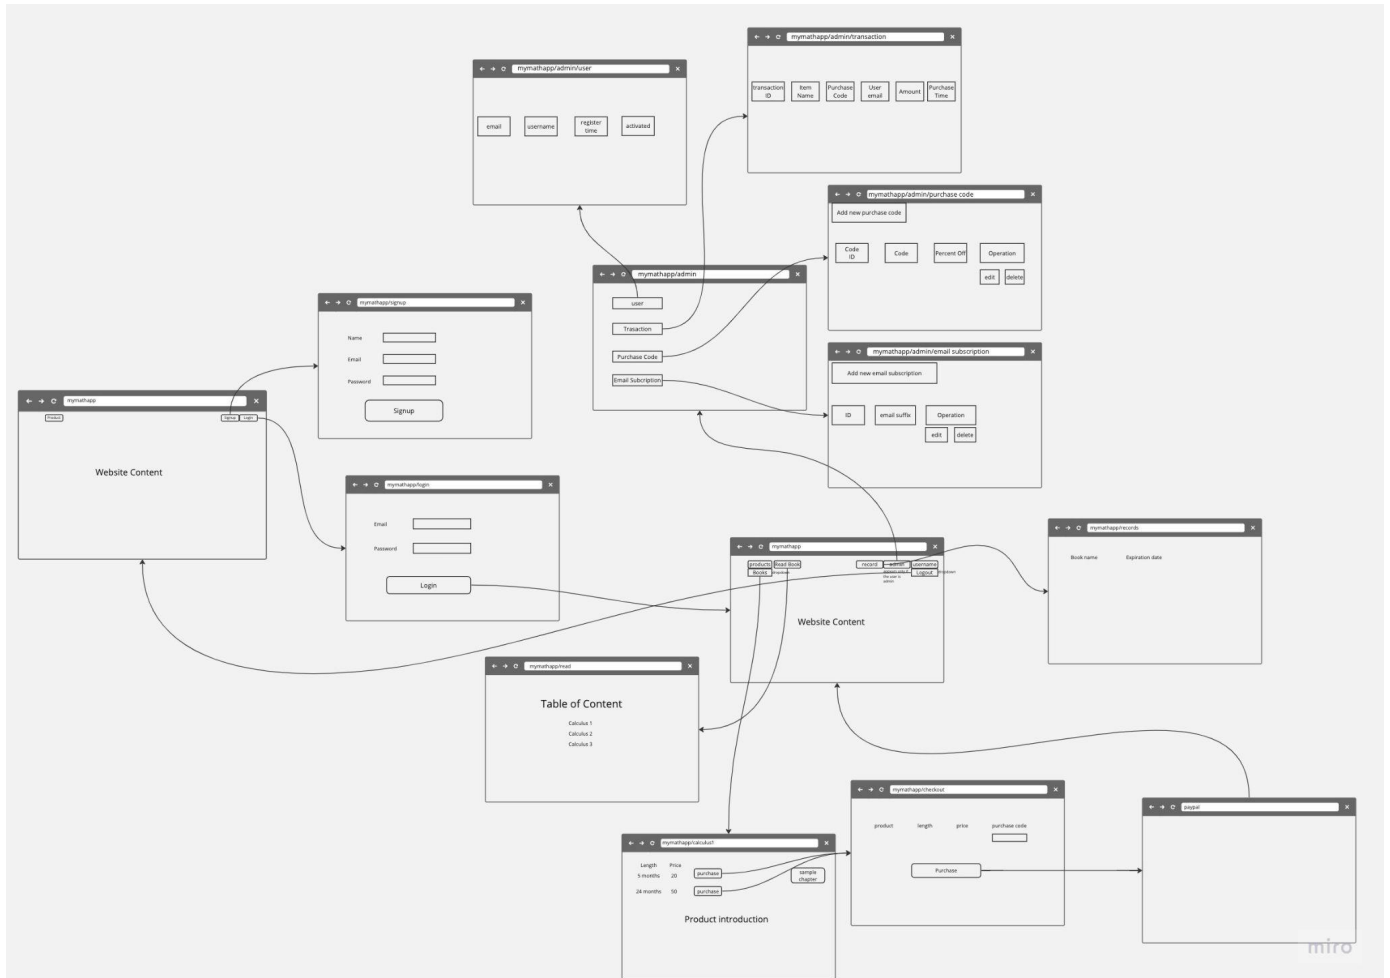 mymathapp/admin/transaction
transaction ID
Item Name
Purchase Code
User email
Amount
Purchase Time
mymathapp/admin/user
email
username
register time
activated
mymathapp/admin/purchase code
Add new purchase code
Code ID
Code
Percent Off
Operation
edit
delete
mymathapp/admin
user
Trasaction
Purchase Code
Email Subcription
mymathapp/signup
Name
Email
Password
Signup
mymathapp/admin/email subscription
Add new email subscription
ID
email suffix
Operation
edit
delete
mymathapp
Product
Signup
Login
Website Content
mymathapp/login
Email
Password
Login
mymathapp
products
Read Book
record
admin
username
Books
dropdown
the user is
admin
Logout
dropdown
Website Content
mymathapp/records
Book name
Expiration date
mymathapp/read
Table of Content
Calculus 1
Calculus 2
Calculus 3
mymathapp/calculus1
Length
Price
5 months
20
purchase
24 months
50
purchase
sample chapter
Product introduction
mymathapp/checkout
product
length
price
purchase code
Purchase
paypal
miro